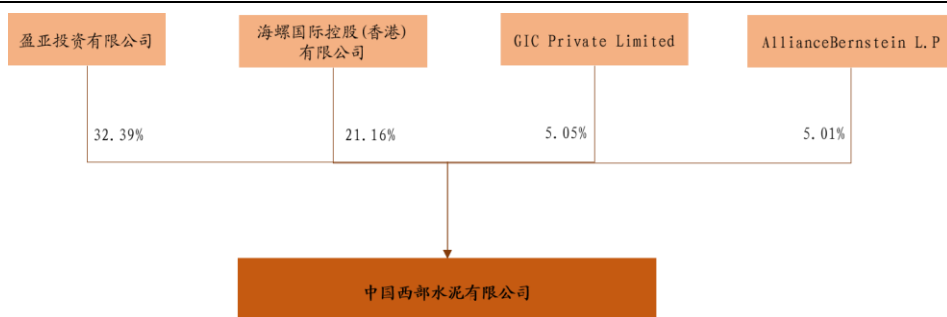 盈亚投资有限公司
海螺国际控股(香港)
有限公司
GIC Private Limited
AllianceBernstein L.P
32.39%
21.16%
5.05%
5.01%
中国西部水泥有限公司